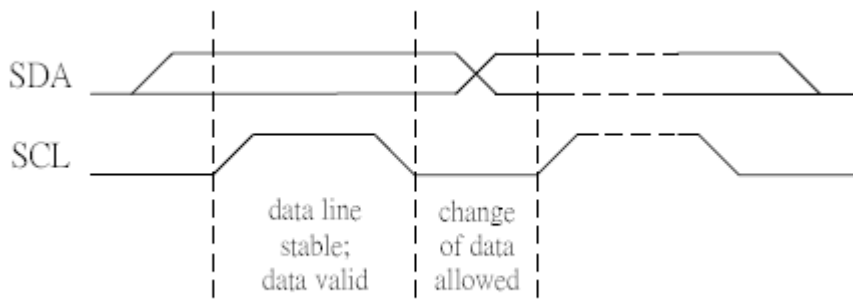 SDA
SCL
data line
stable;
data valid
change
of data
allowed